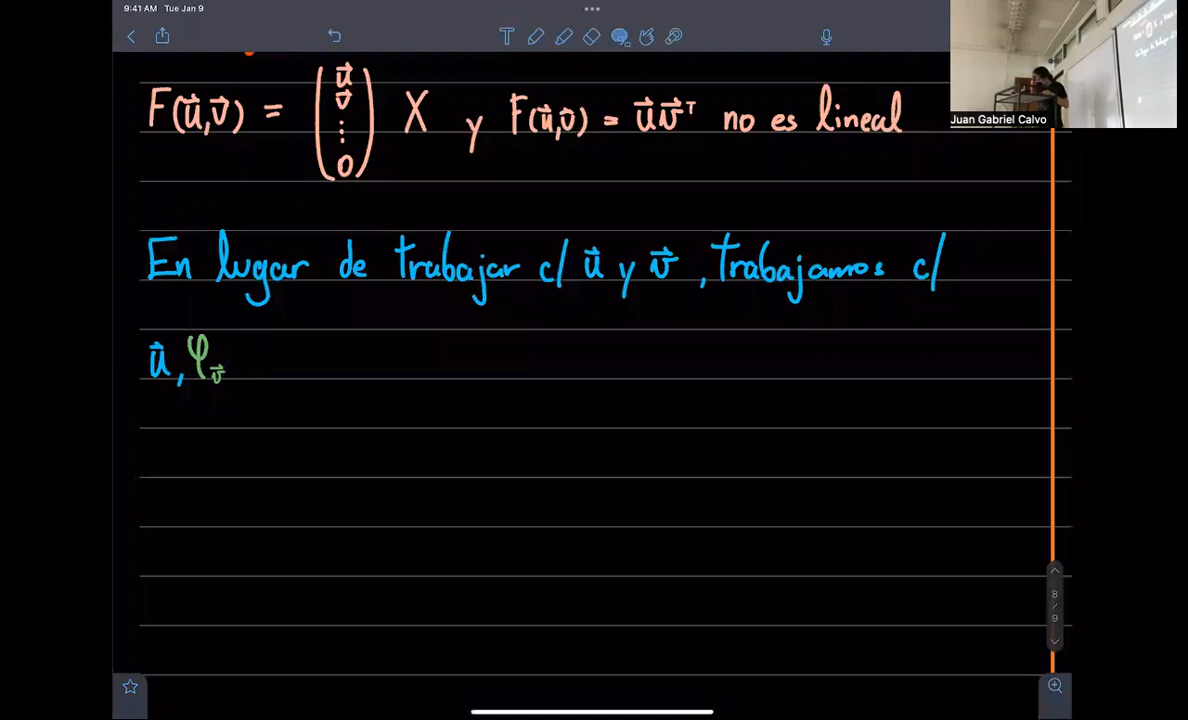 9:41 AM Tue Jan 9
F(u⃗,v⃗) = (u⃗ v⃗ ⋮ 0) X y F(u⃗,v⃗) = u⃗v⃗ᵀ no es lineal
Juan Gabriel Calvo
En lugar de trabajar c/ u⃗ y v⃗, trabajamos c/
u⃗, φ_v⃗
8 / 9